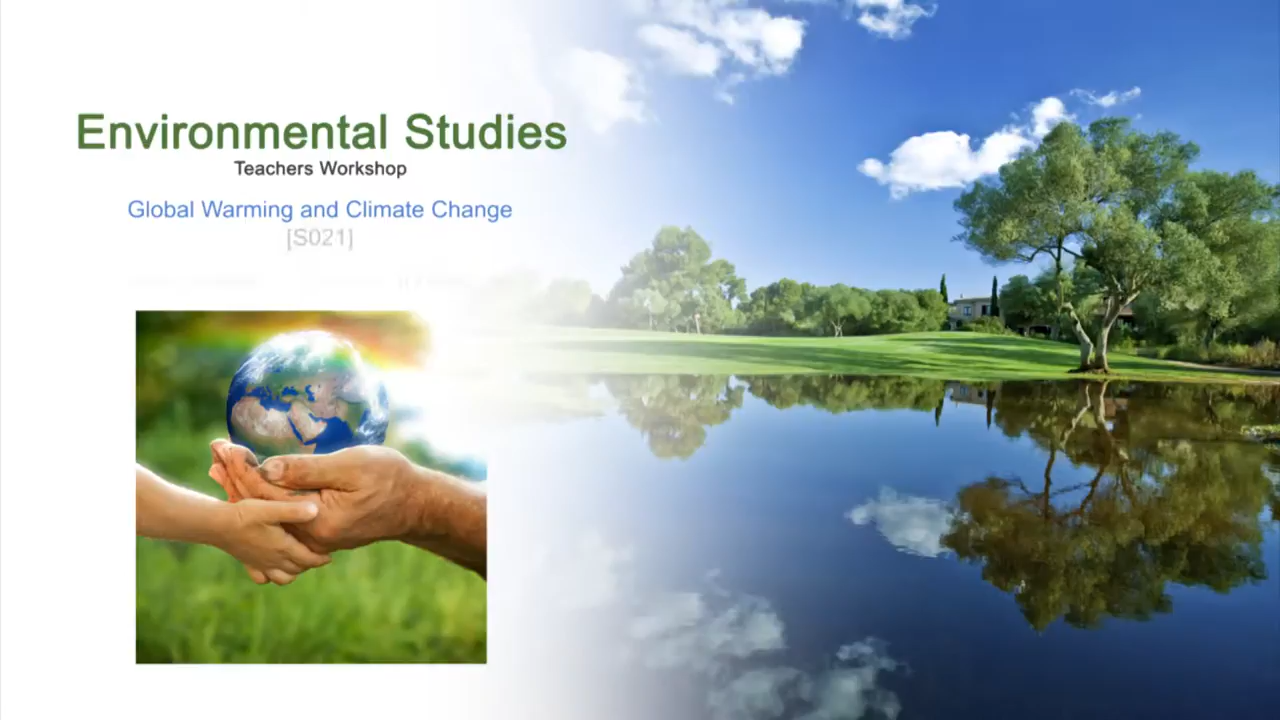 Environmental Studies
Teachers Workshop
Global Warming and Climate Change
[S021]